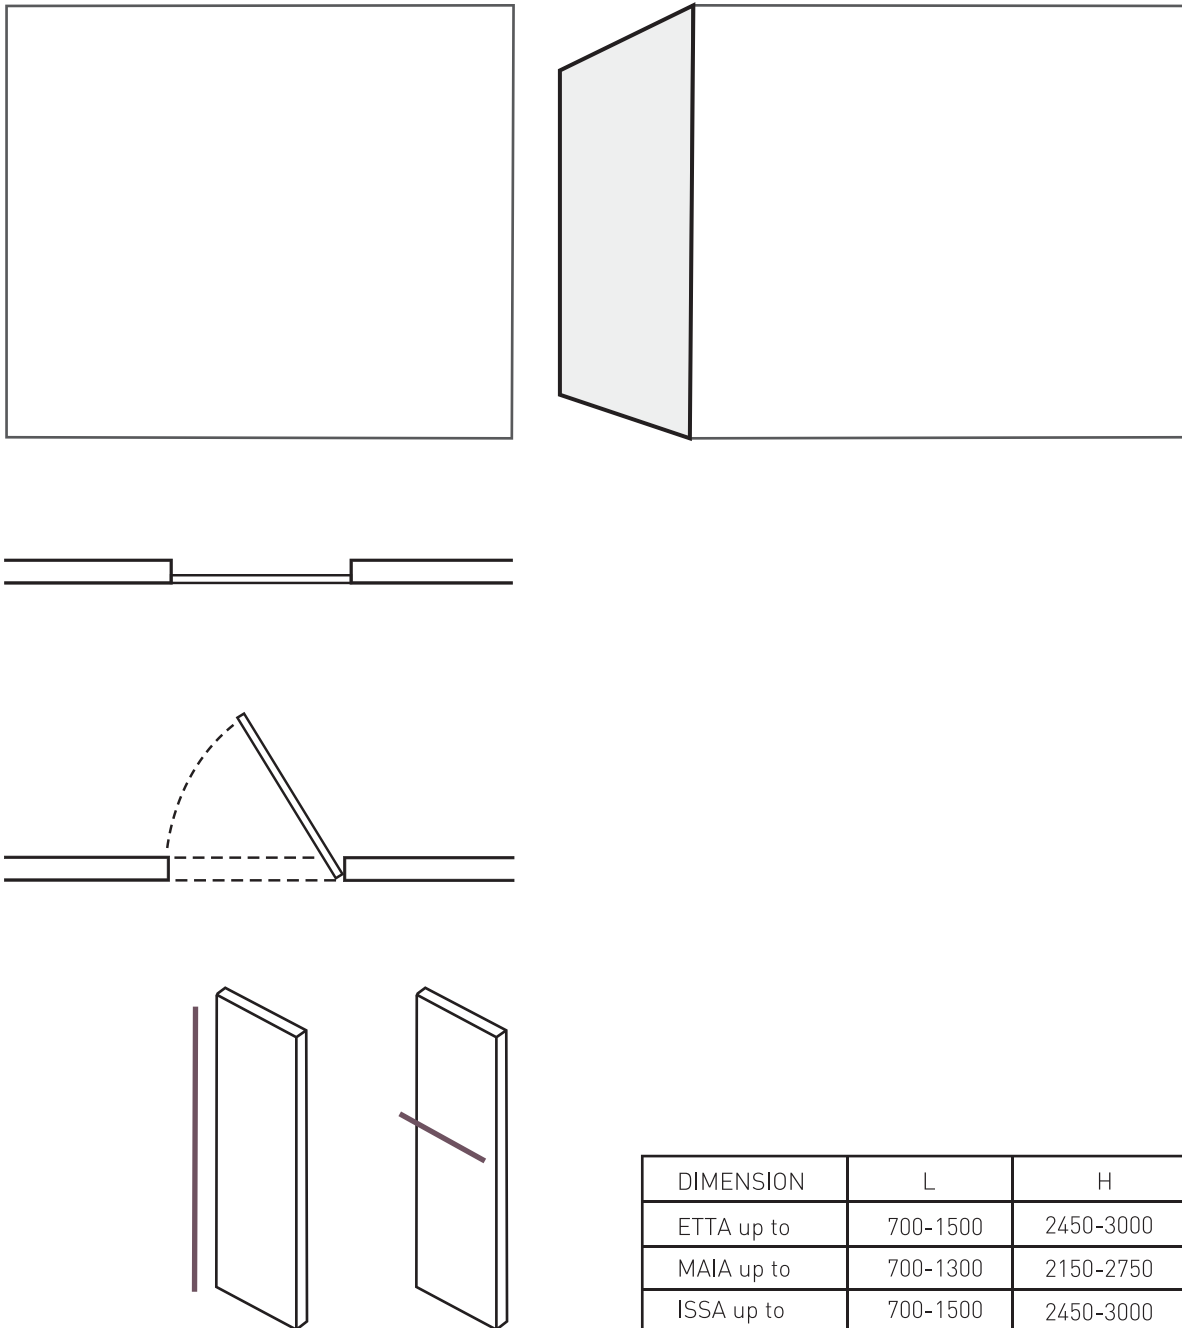 DIMENSION L H
ETTA up to 700-1500 2450-3000
MAIA up to 700-1300 2150-2750
ISSA up to 700-1500 2450-3000